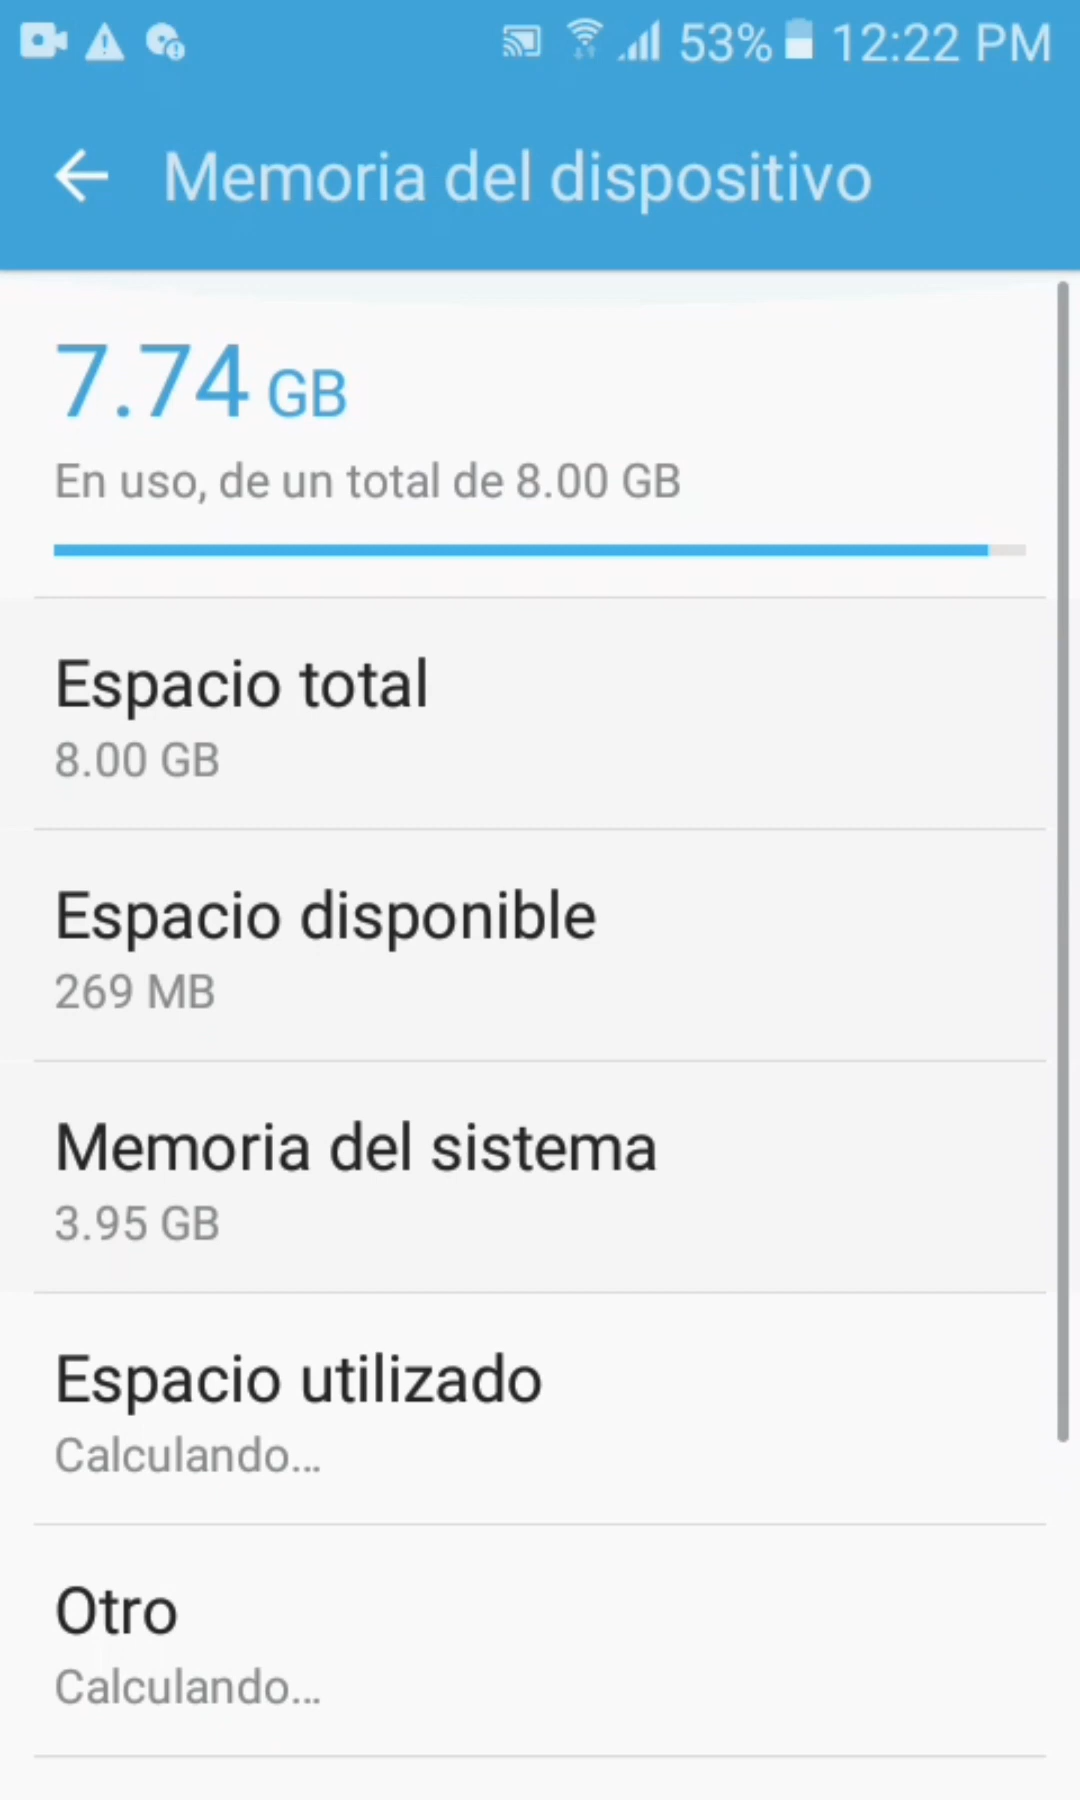 53% 12:22 PM
Memoria del dispositivo
7.74 GB
En uso, de un total de 8.00 GB
Espacio total
8.00 GB
Espacio disponible
269 MB
Memoria del sistema
3.95 GB
Espacio utilizado
Calculando...
Otro
Calculando...